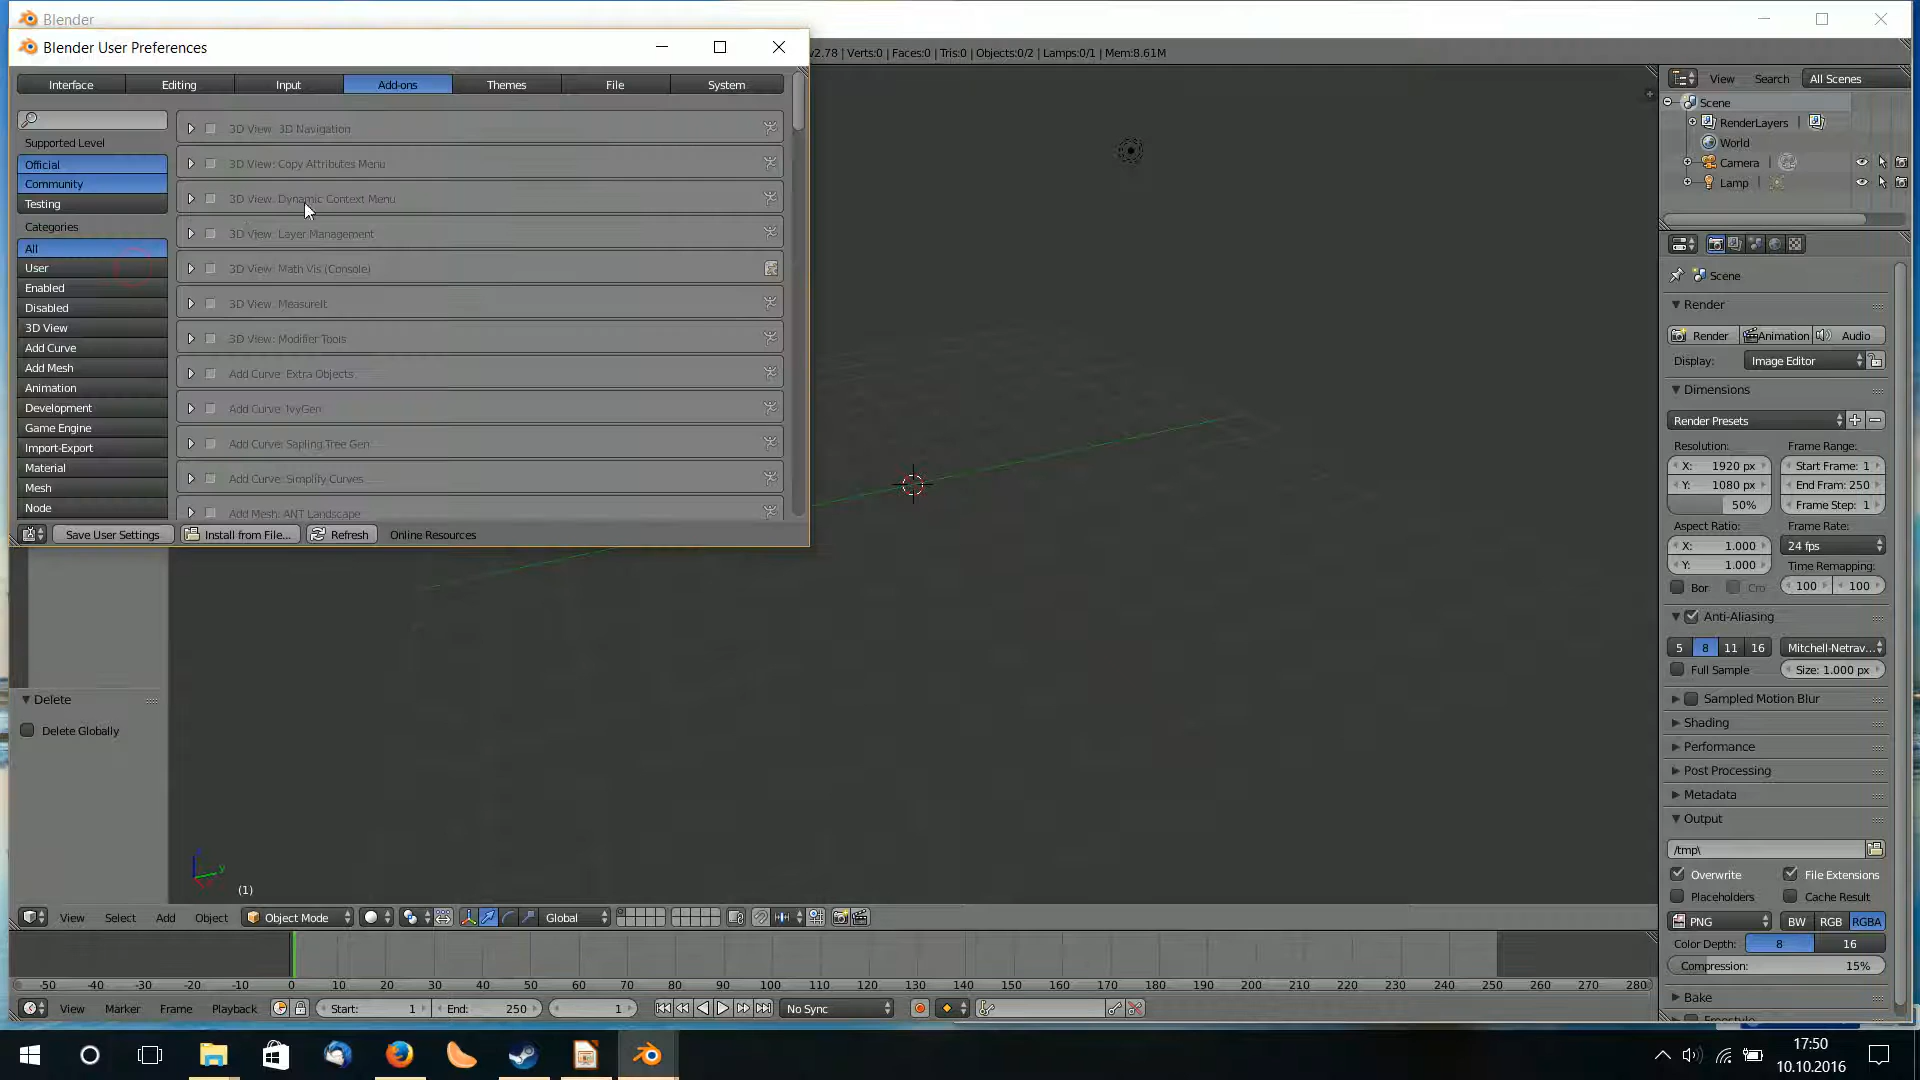 Blender
Blender User Preferences
v2.78 | Verts:0 | Faces:0 | Tris:0 | Objects:0/2 | Lamps:0/1 | Mem:8.61M
Interface
Editing
Input
Add-ons
Themes
File
System
Supported Level
Official
Community
Testing
Categories
All
User
Enabled
Disabled
3D View
Add Curve
Add Mesh
Animation
Development
Game Engine
Import-Export
Material
Mesh
Node
3D View: 3D Navigation
3D View: Copy Attributes Menu
3D View: Dynamic Context Menu
3D View: Layer Management
3D View: Math Vis (Console)
3D View: MeasureIt
3D View: Modifier Tools
Add Curve: Extra Objects
Add Curve: IvyGen
Add Curve: Sapling Tree Gen
Add Curve: Simplify Curves
Add Mesh: ANT Landscape
Save User Settings
Install from File...
Refresh
Online Resources
Delete
Delete Globally
(1)
View
Select
Add
Object
Object Mode
Global
-50 -40 -30 -20 -10 0 10 20 30 40 50 60 70 80 90 100 110 120 130 140 150 160 170 180 190 200 210 220 230 240 250 260 270 280
View
Marker
Frame
Playback
Start: 1
End: 250
1
No Sync
View
Search
All Scenes
Scene
RenderLayers
World
Camera
Lamp
Scene
Render
Render
Animation
Audio
Display:
Image Editor
Dimensions
Render Presets
Resolution:
Frame Range:
X: 1920 px
Start Frame: 1
Y: 1080 px
End Fram: 250
50%
Frame Step: 1
Aspect Ratio:
Frame Rate:
X: 1.000
24 fps
Y: 1.000
Time Remapping:
Bor
Cro
100
100
Anti-Aliasing
5
8
11
16
Mitchell-Netrav...
Full Sample
Size: 1.000 px
Sampled Motion Blur
Shading
Performance
Post Processing
Metadata
Output
/tmp\
Overwrite
File Extensions
Placeholders
Cache Result
PNG
BW
RGB
RGBA
Color Depth:
8
16
Compression: 15%
Bake
Freestyle
17:50
10.10.2016